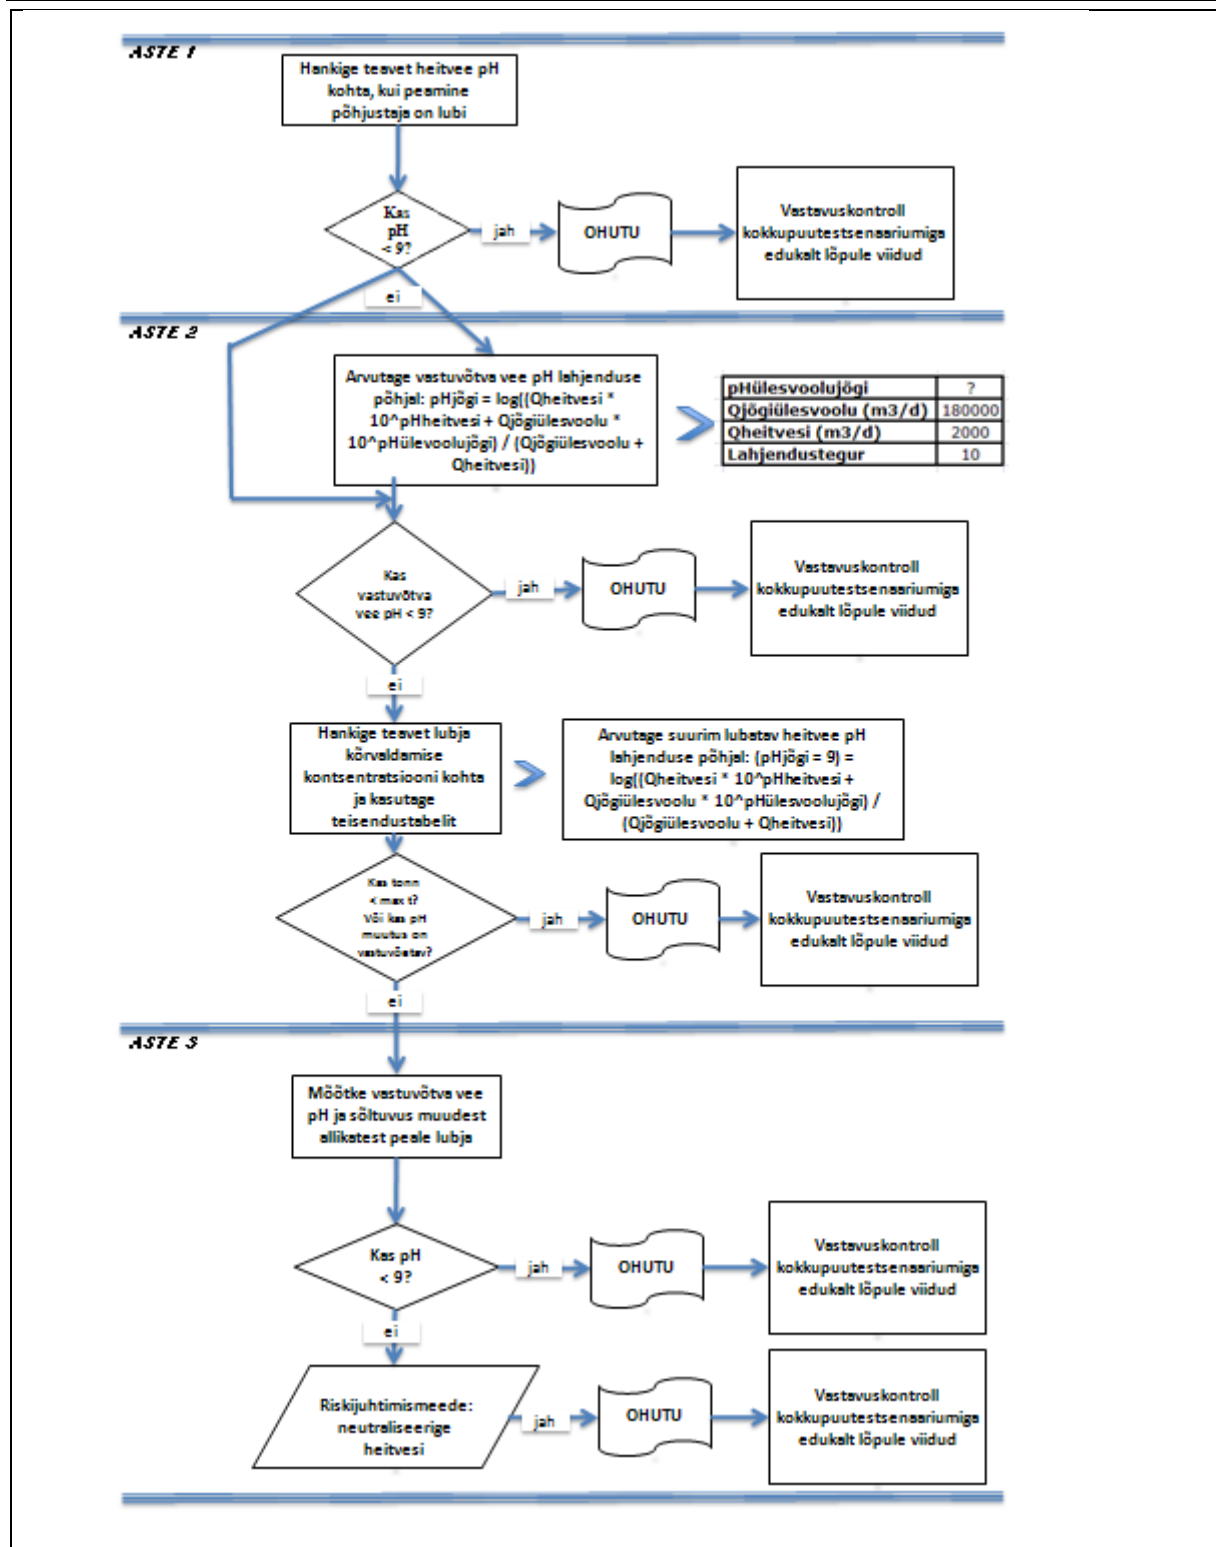 ASTE 1
Hankige teavet heitvee pH
kohta, kui peamine
põhjustaja on lubi
Kas
pH
< 9?
jah
OHUTU
Vastavuskontroll
kokkupuutestsenaariumiga
edukalt lõpule viidud
ei
ASTE 2
Arvutage vastuvõtva vee pH lahjenduse
põhjal: pHjõgi = log((Qheitvesi *
10^pHheitvesi + Qjõgiülesvoolu *
10^pHülevoolujõgi) / (Qjõgiülesvoolu +
Qheitvesi))
pHülesvoolujõgi ?
Qjõgiülesvoolu (m3/d) 180000
Qheitvesi (m3/d) 2000
Lahjendustegur 10
Kas
vastuvõtva
vee pH < 9?
jah
OHUTU
Vastavuskontroll
kokkupuutestsenaariumiga
edukalt lõpule viidud
ei
Hankige teavet lubja
kõrvaldamise
kontsentratsiooni kohta
ja kasutage
teisendustabelit
Arvutage suurim lubatav heitvee pH
lahjenduse põhjal: (pHjõgi = 9) =
log((Qheitvesi * 10^pHheitvesi +
Qjõgiülesvoolu * 10^pHülesvoolujõgi) /
(Qjõgiülesvoolu + Qheitvesi))
Kas tonn
< max t?
Või kas pH
muutus on
vastuvõetav?
jah
OHUTU
Vastavuskontroll
kokkupuutestsenaariumiga
edukalt lõpule viidud
ei
ASTE 3
Mõõtke vastuvõtva vee
pH ja sõltuvus muudest
allikatest peale lubja
Kas pH
< 9?
jah
OHUTU
Vastavuskontroll
kokkupuutestsenaariumiga
edukalt lõpule viidud
ei
Riskijuhtimismeede:
neutraliseerige
heitvesi
jah
OHUTU
Vastavuskontroll
kokkupuutestsenaariumiga
edukalt lõpule viidud